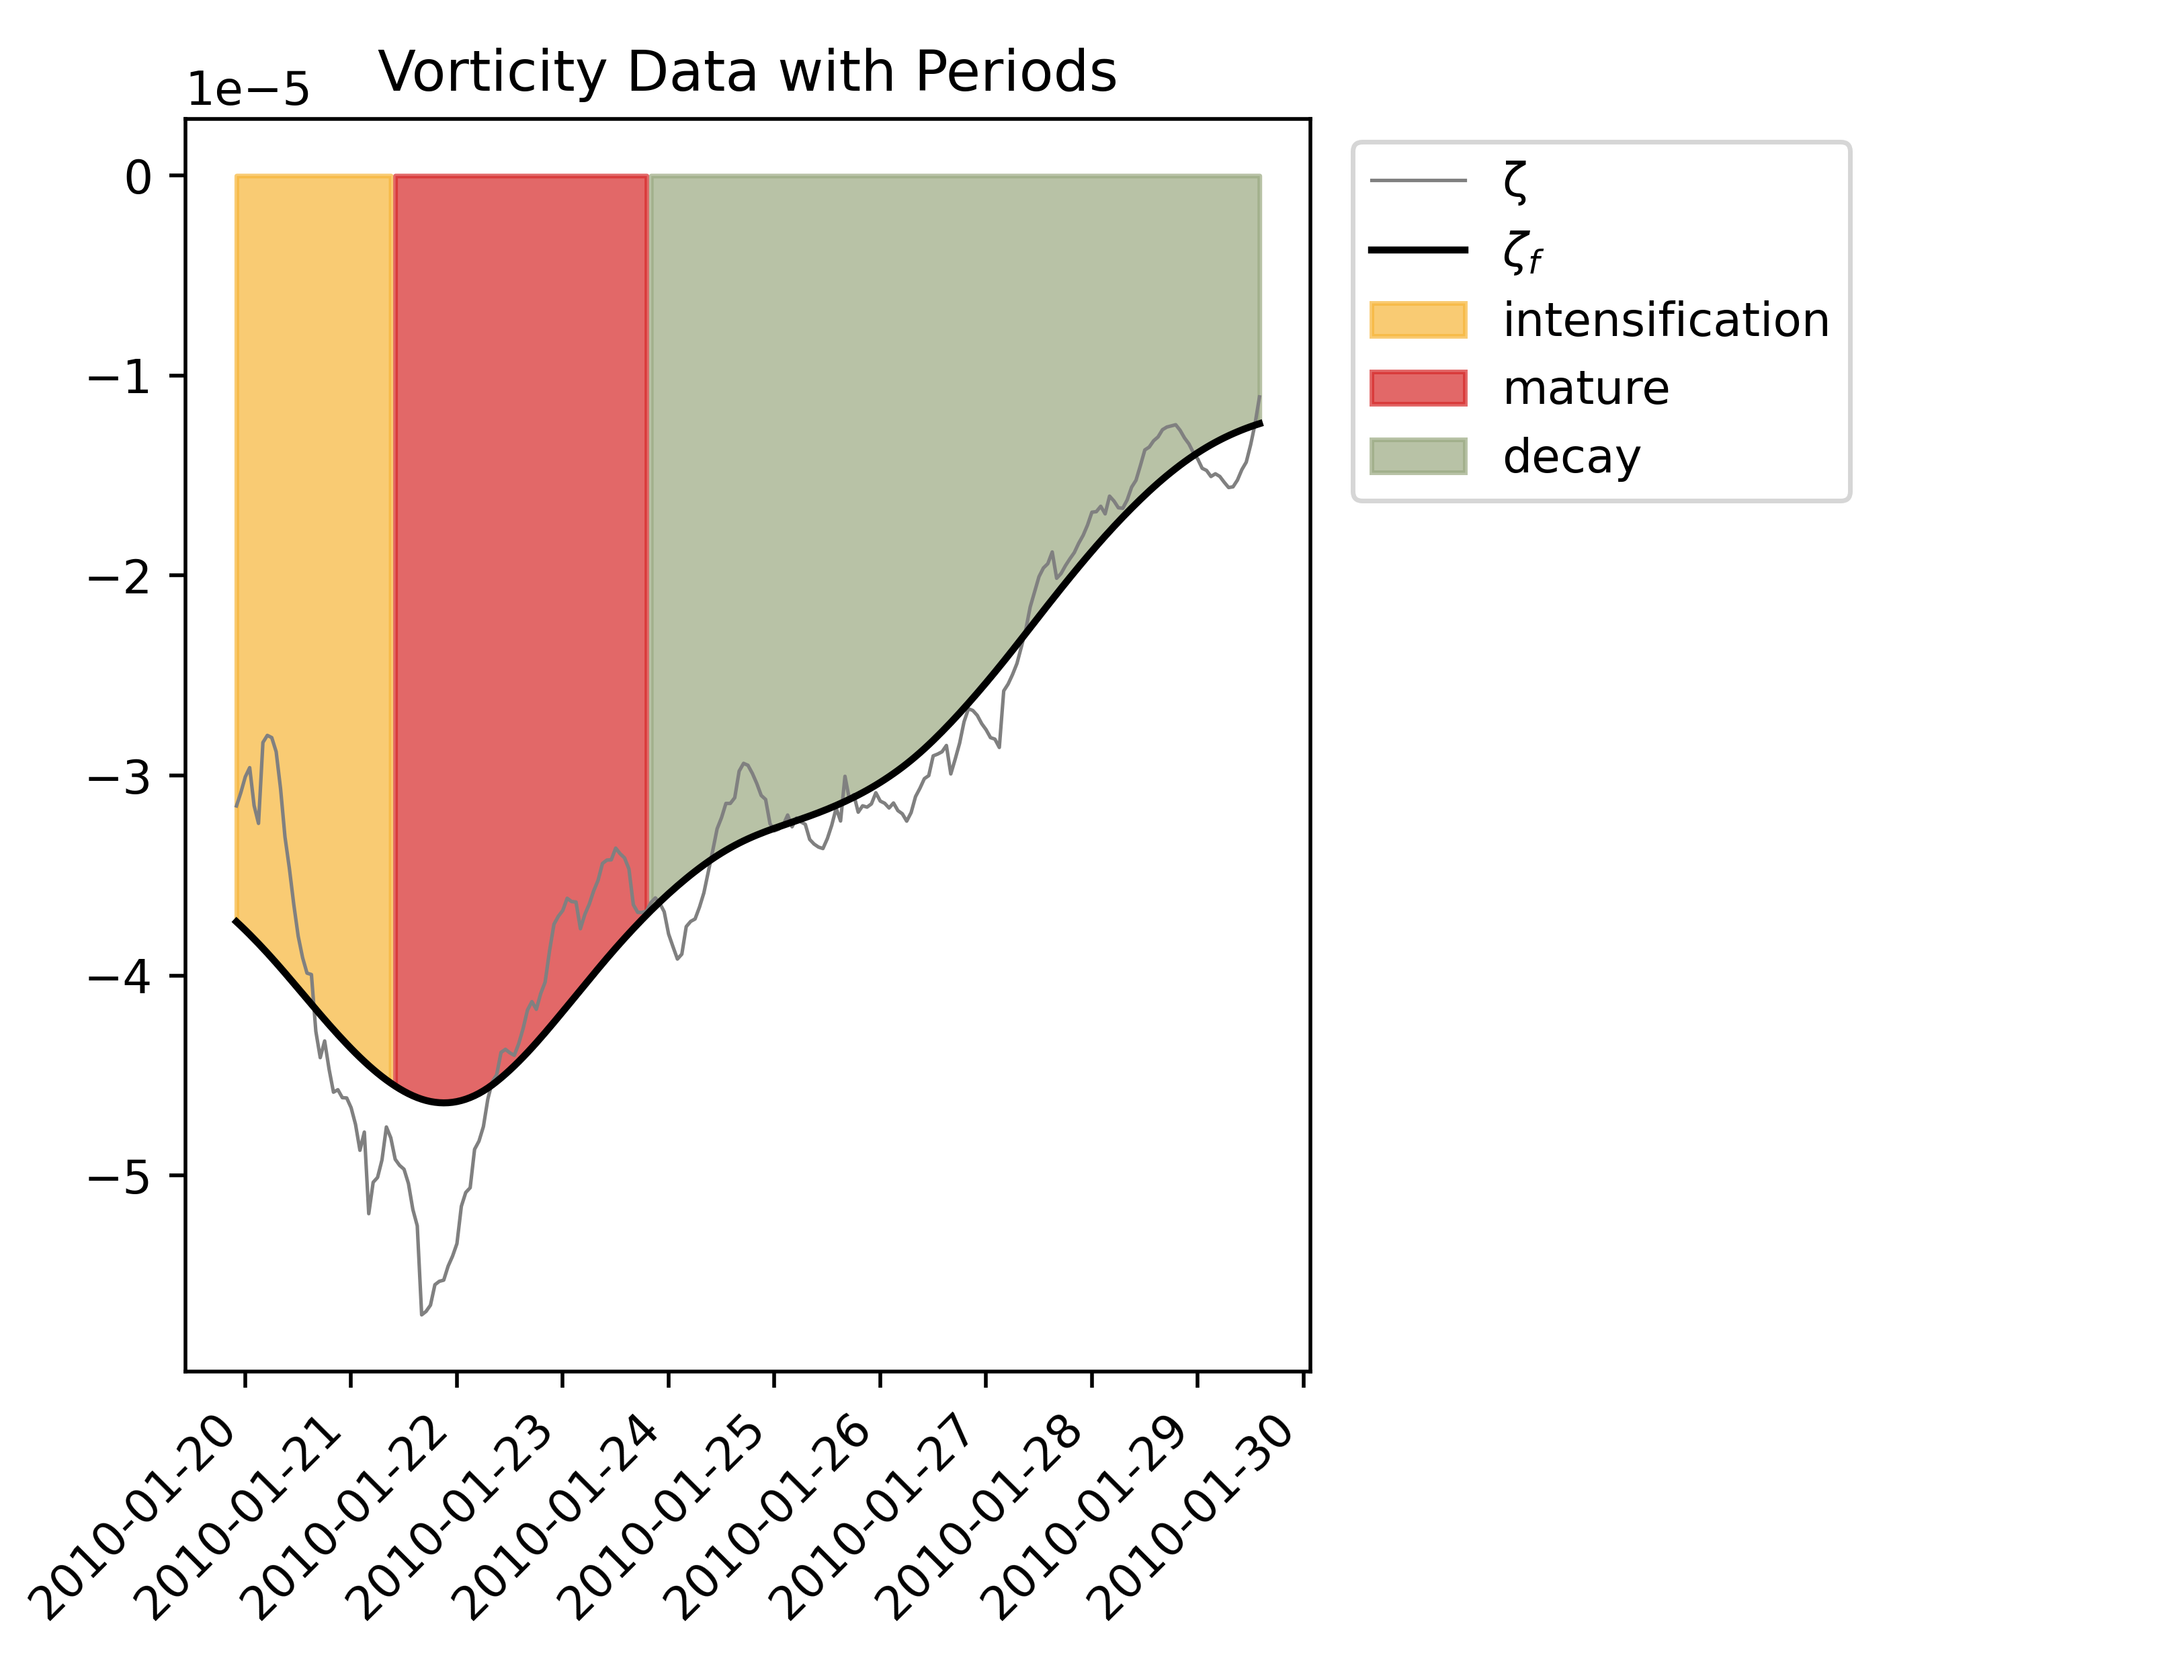 Vorticity Data with Periods
1e−5
0
−1
−2
−3
−4
−5
2010-01-20
2010-01-21
2010-01-22
2010-01-23
2010-01-24
2010-01-25
2010-01-26
2010-01-27
2010-01-28
2010-01-29
2010-01-30
ζ
ζf
intensification
mature
decay